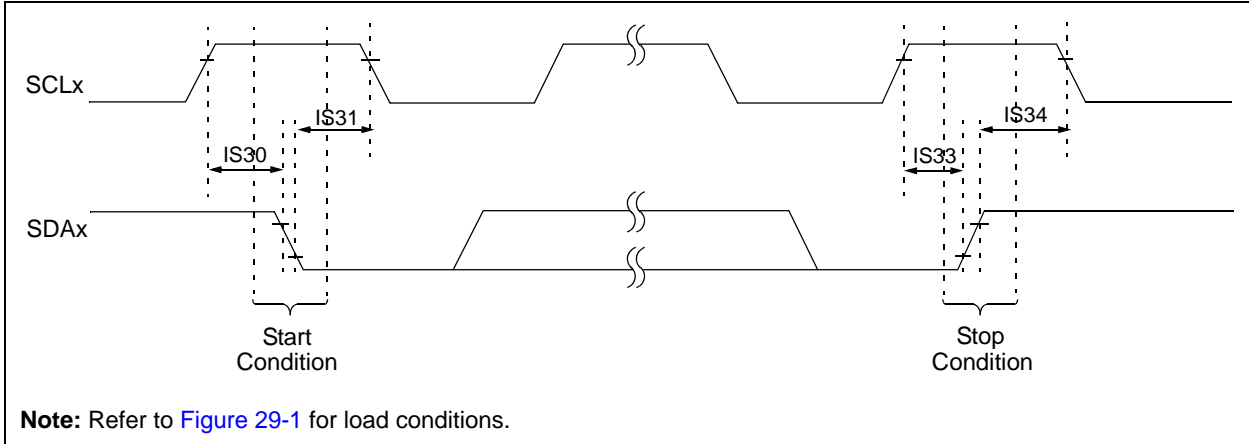 SCLx
IS31
IS34
IS30
IS33
SDAx
Start
Condition
Stop
Condition
Note: Refer to Figure 29-1 for load conditions.